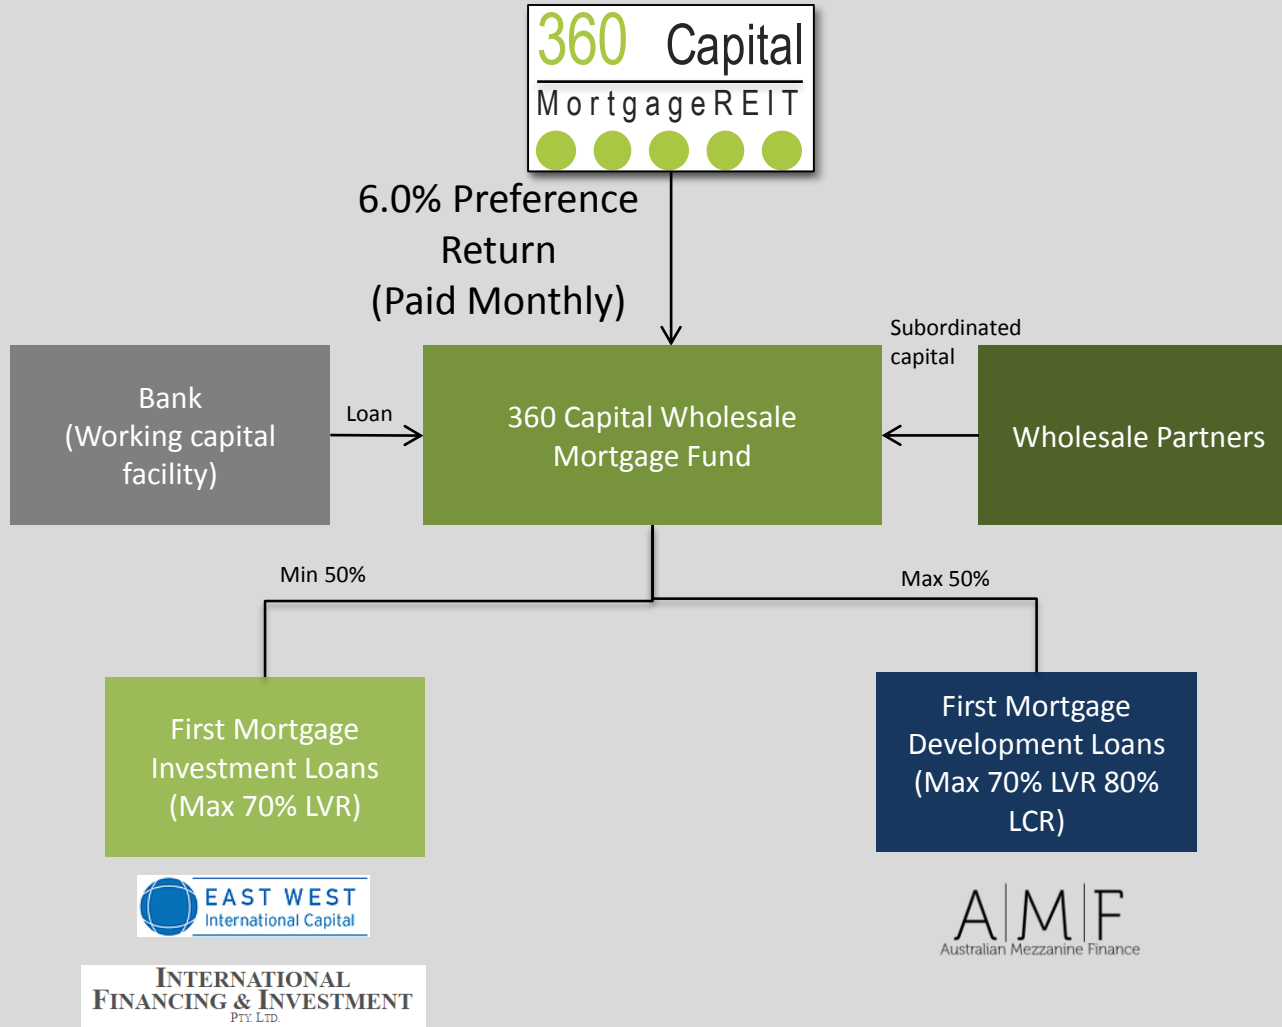 360 Capital
MortgageREIT
6.0% Preference
Return
(Paid Monthly)
Subordinated
capital
Bank
(Working capital
facility)
Loan
360 Capital Wholesale
Mortgage Fund
Wholesale Partners
Min 50%
Max 50%
First Mortgage
Investment Loans
(Max 70% LVR)
First Mortgage
Development Loans
(Max 70% LVR 80%
LCR)
EAST WEST
International Capital
INTERNATIONAL
FINANCING & INVESTMENT
PTY. LTD.
A|M|F
Australian Mezzanine Finance